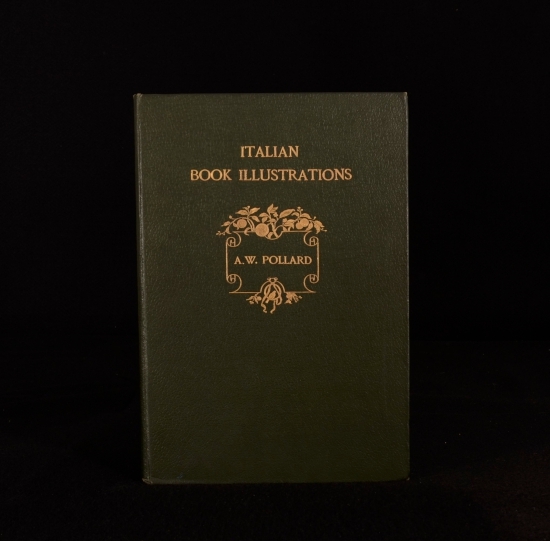 ITALIAN
BOOK ILLUSTRATIONS
A.W. POLLARD